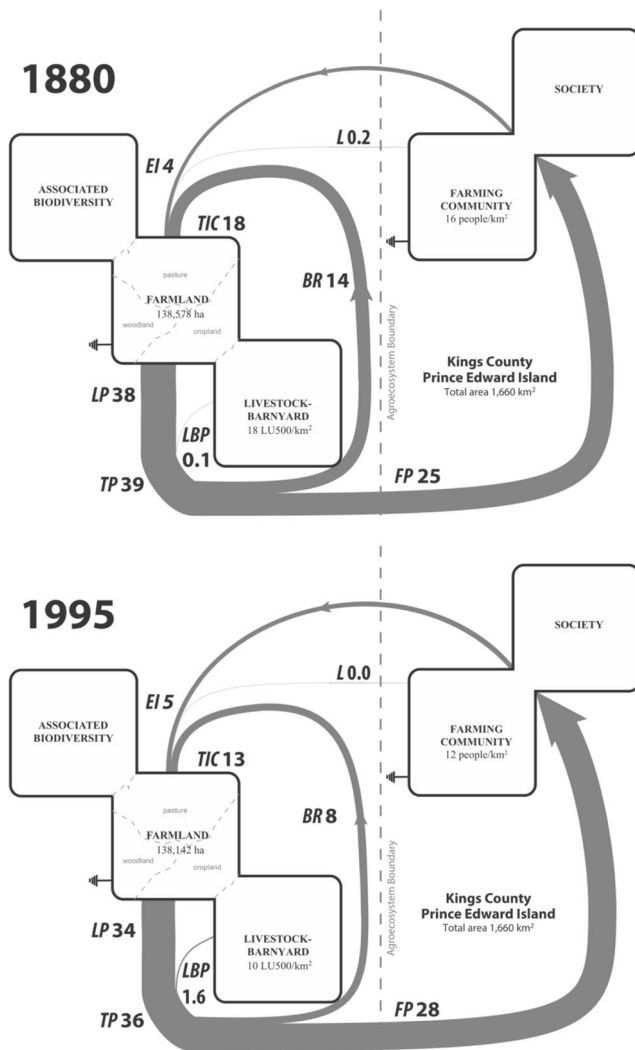 1880
SOCIETY
L 0.2
EI 4
ASSOCIATED
BIODIVERSITY
FARMING
COMMUNITY
16 people/km²
TIC 18
pasture
BR 14
FARMLAND
138,578 ha
woodland
cropland
Agroecosystem Boundary
Kings County
Prince Edward Island
Total area 1,660 km²
LP 38
LIVESTOCK-
BARNYARD
18 LU500/km²
LBP
0.1
TP 39
FP 25
1995
SOCIETY
L 0.0
EI 5
ASSOCIATED
BIODIVERSITY
FARMING
COMMUNITY
12 people/km²
TIC 13
pasture
BR 8
FARMLAND
138,142 ha
woodland
cropland
Agroecosystem Boundary
Kings County
Prince Edward Island
Total area 1,660 km²
LP 34
LIVESTOCK-
BARNYARD
10 LU500/km²
LBP
1.6
TP 36
FP 28